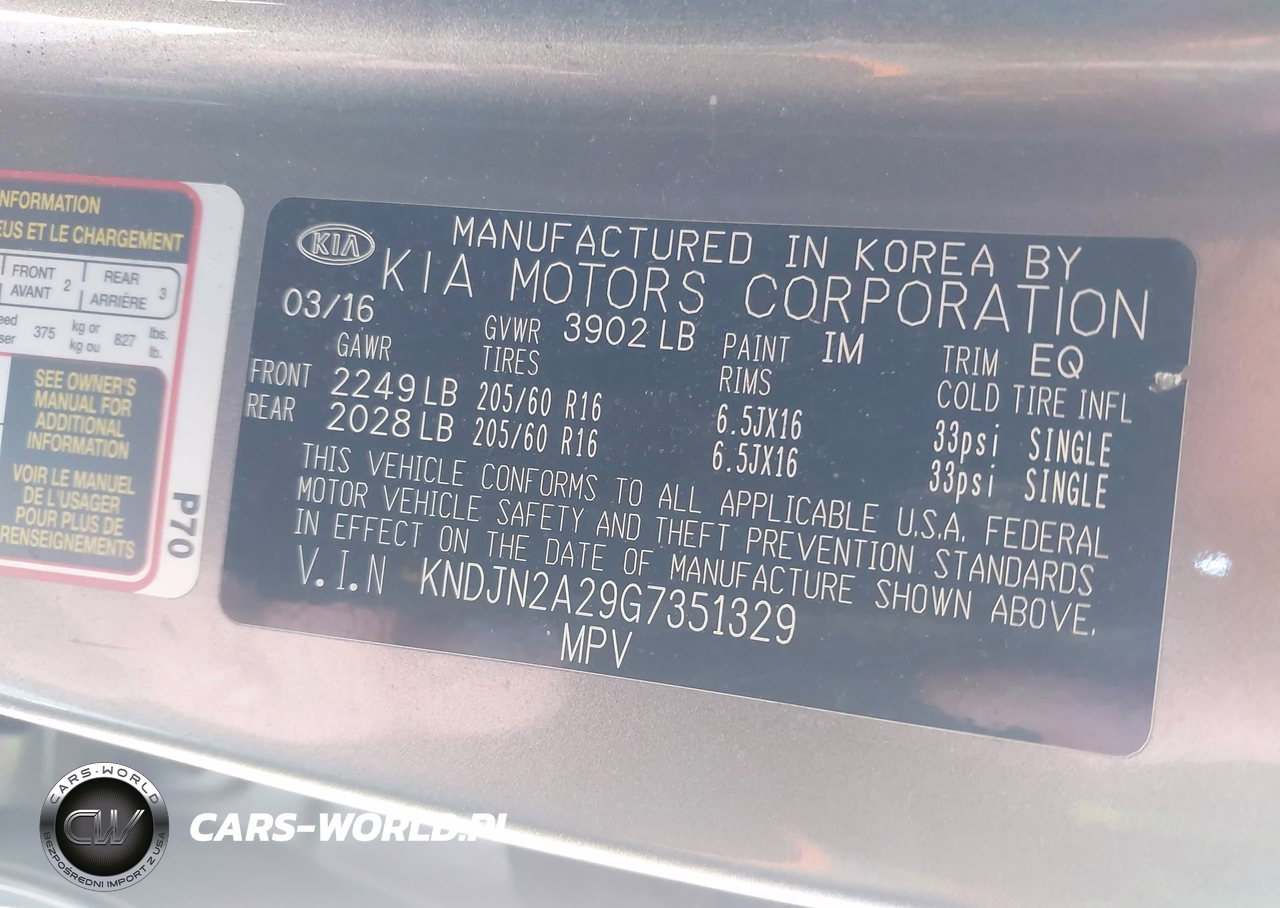 NFORMATION
EUS ET LE CHARGEMENT
FRONT
AVANT 2
REAR
ARRIÈRE 3
375 kg or
kg ou 827 lbs.
lb.
SEE OWNER'S
MANUAL FOR
ADDITIONAL
INFORMATION
VOIR LE MANUEL
DE L'USAGER
POUR PLUS DE
RENSEIGNEMENTS
P70
KIA
MANUFACTURED IN KOREA BY
KIA MOTORS CORPORATION
03/16 GVWR 3902 LB PAINT IM TRIM EQ
GAWR TIRES RIMS COLD TIRE INFL
FRONT 2249 LB 205/60 R16 6.5JX16 33psi SINGLE
REAR 2028 LB 205/60 R16 6.5JX16 33psi SINGLE
THIS VEHICLE CONFORMS TO ALL APPLICABLE U.S.A. FEDERAL
MOTOR VEHICLE SAFETY AND THEFT PREVENTION STANDARDS
IN EFFECT ON THE DATE OF MANUFACTURE SHOWN ABOVE.
V.I.N KNDJN2A29G7351329
MPV
CARS-WORLD
CW
BEZPOŚREDNI IMPORT Z USA
CARS-WORLD.PL